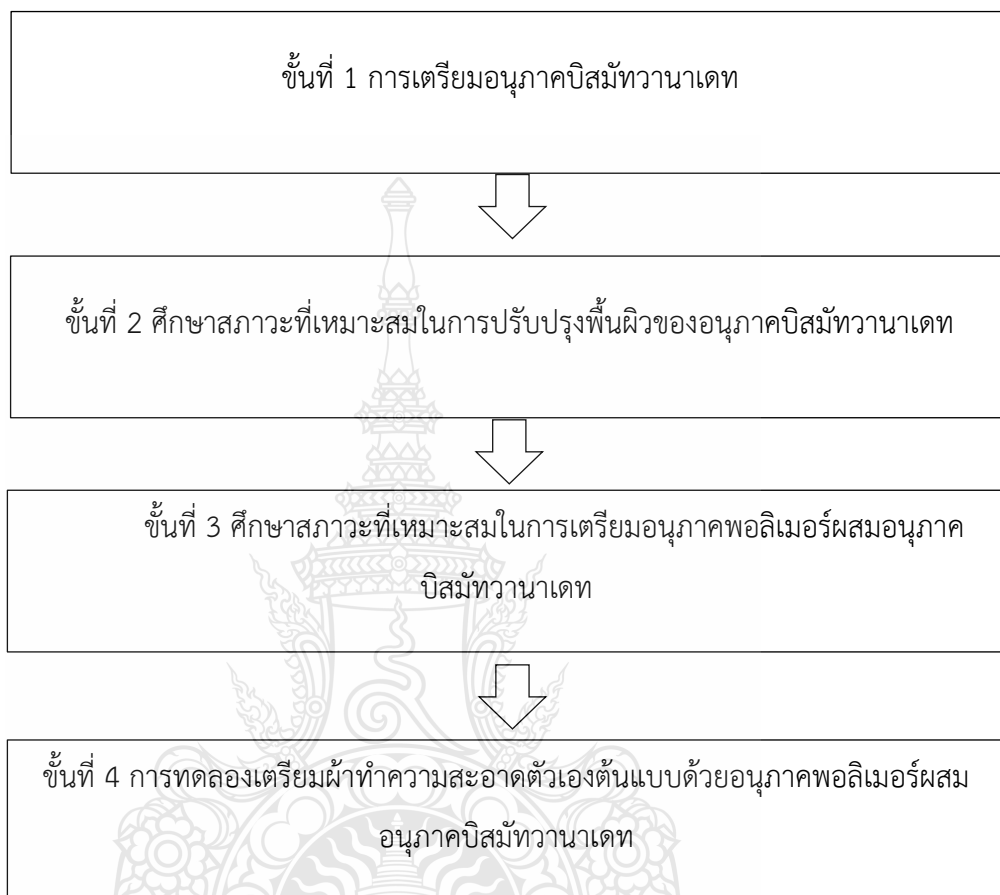 ขั้นที่ 1 การเตรียมอนุภาคบิสมัทวานาเดท
ขั้นที่ 2 ศึกษาสภาวะที่เหมาะสมในการปรับปรุงพื้นผิวของอนุภาคบิสมัทวานาเดท
ขั้นที่ 3 ศึกษาสภาวะที่เหมาะสมในการเตรียมอนุภาคพอลิเมอร์ผสมอนุภาค
บิสมัทวานาเดท
ขั้นที่ 4 การทดลองเตรียมผ้าทำความสะอาดตัวเองต้นแบบด้วยอนุภาคพอลิเมอร์ผสม
อนุภาคบิสมัทวานาเดท